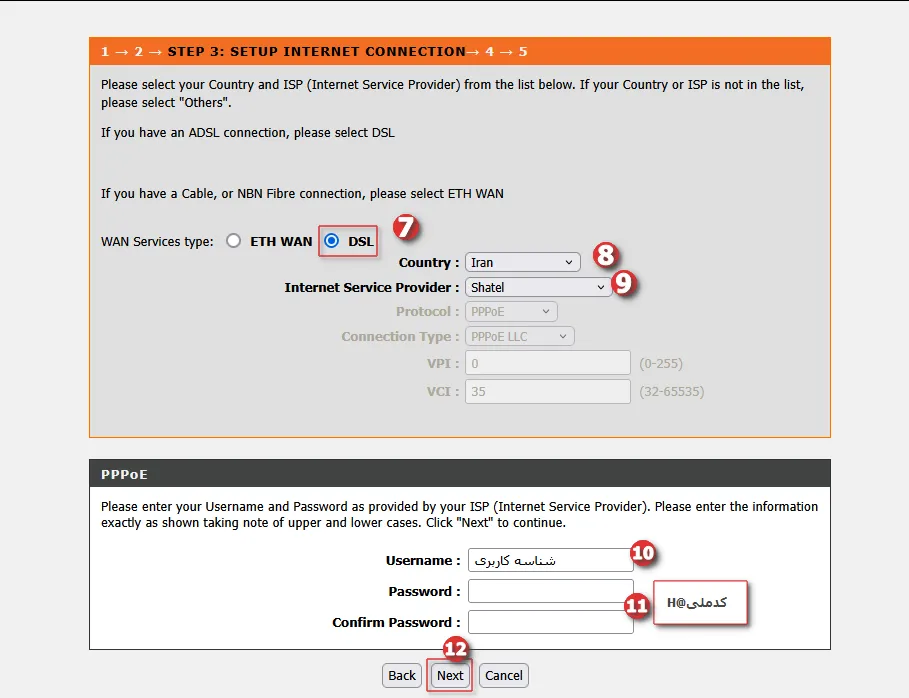 1 → 2 → STEP 3: SETUP INTERNET CONNECTION→ 4 → 5
Please select your Country and ISP (Internet Service Provider) from the list below. If your Country or ISP is not in the list,
please select "Others".
If you have an ADSL connection, please select DSL
If you have a Cable, or NBN Fibre connection, please select ETH WAN
WAN Services type: ETH WAN DSL 7
Country : Iran 8
Internet Service Provider : Shatel 9
Protocol : PPPoE
Connection Type : PPPoE LLC
VPI : 0 (0-255)
VCI : 35 (32-65535)
PPPoE
Please enter your Username and Password as provided by your ISP (Internet Service Provider). Please enter the information
exactly as shown taking note of upper and lower cases. Click "Next" to continue.
Username : شناسه کاربری 10
Password :
11 H@کدملی
Confirm Password :
12
Back Next Cancel